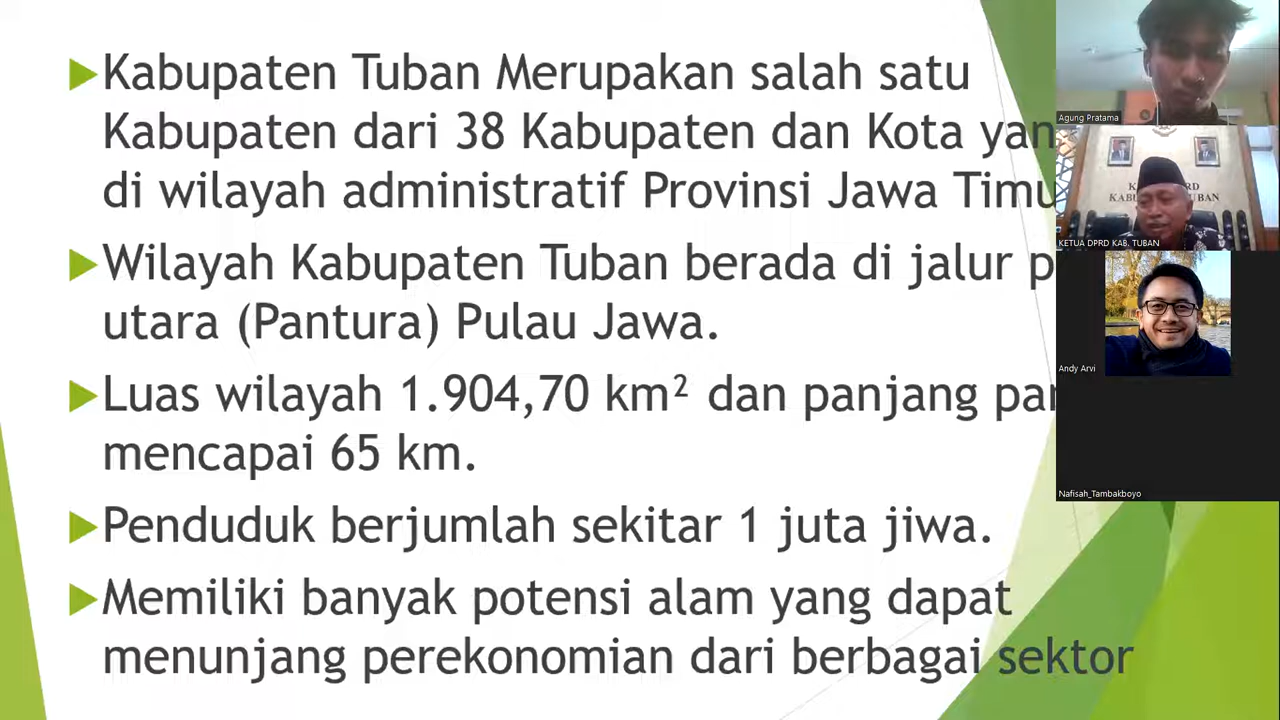 Kabupaten Tuban Merupakan salah satu
Kabupaten dari 38 Kabupaten dan Kota yan
di wilayah administratif Provinsi Jawa Timu
Wilayah Kabupaten Tuban berada di jalur p
utara (Pantura) Pulau Jawa.
Luas wilayah 1.904,70 km² dan panjang pan
mencapai 65 km.
Penduduk berjumlah sekitar 1 juta jiwa.
Memiliki banyak potensi alam yang dapat
menunjang perekonomian dari berbagai sektor
Agung Pratama
KETUA DPRD KAB. TUBAN
Andy Arvi
Nafisah_Tambakboyo